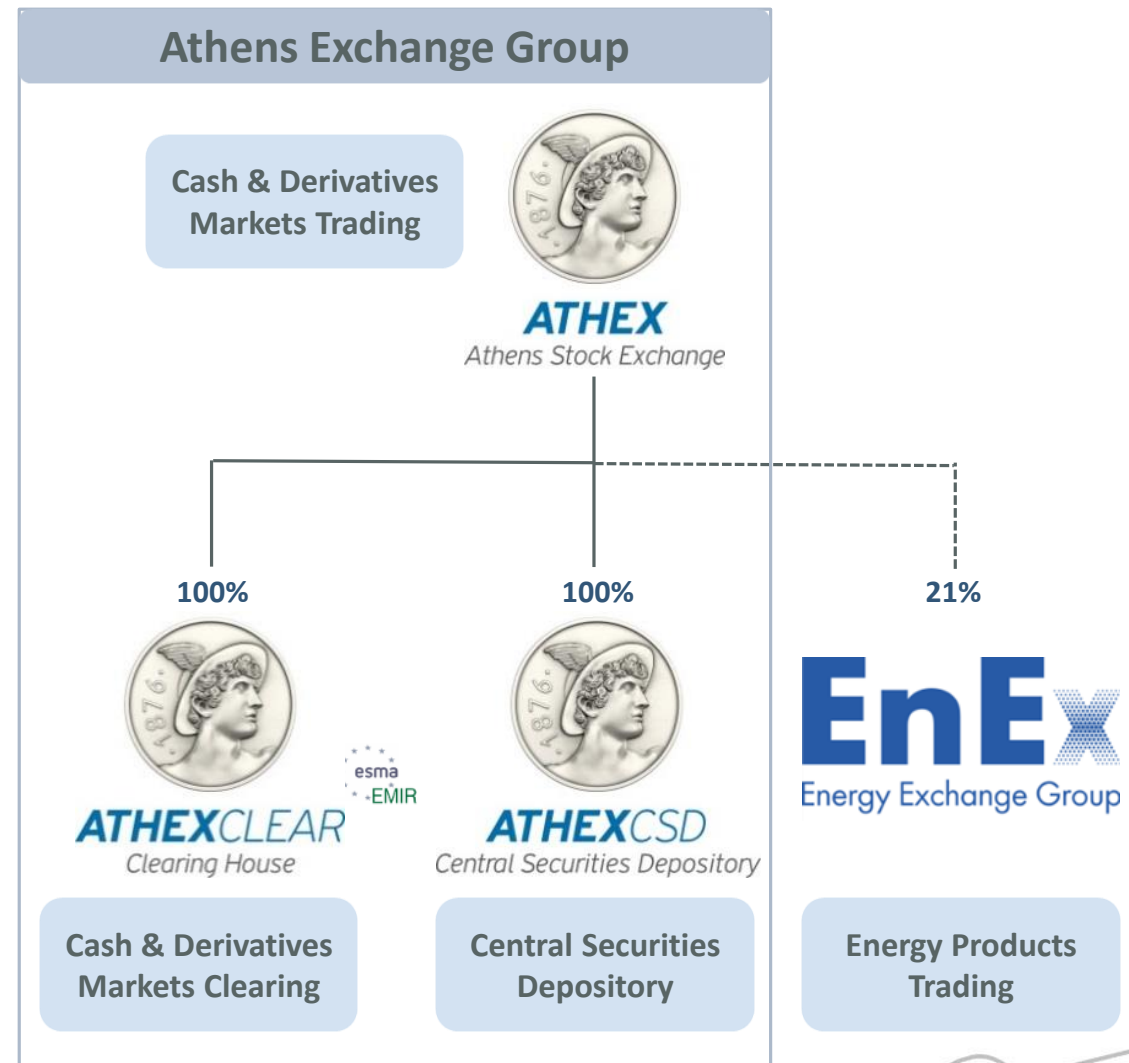 Athens Exchange Group
Cash & Derivatives
Markets Trading
·1876·
ATHEX
Athens Stock Exchange
100%
100%
21%
·1876·
esma
EMIR
ATHEXCLEAR
Clearing House
·1876·
ATHEXCSD
Central Securities Depository
EnEx
Energy Exchange Group
Cash & Derivatives
Markets Clearing
Central Securities
Depository
Energy Products
Trading